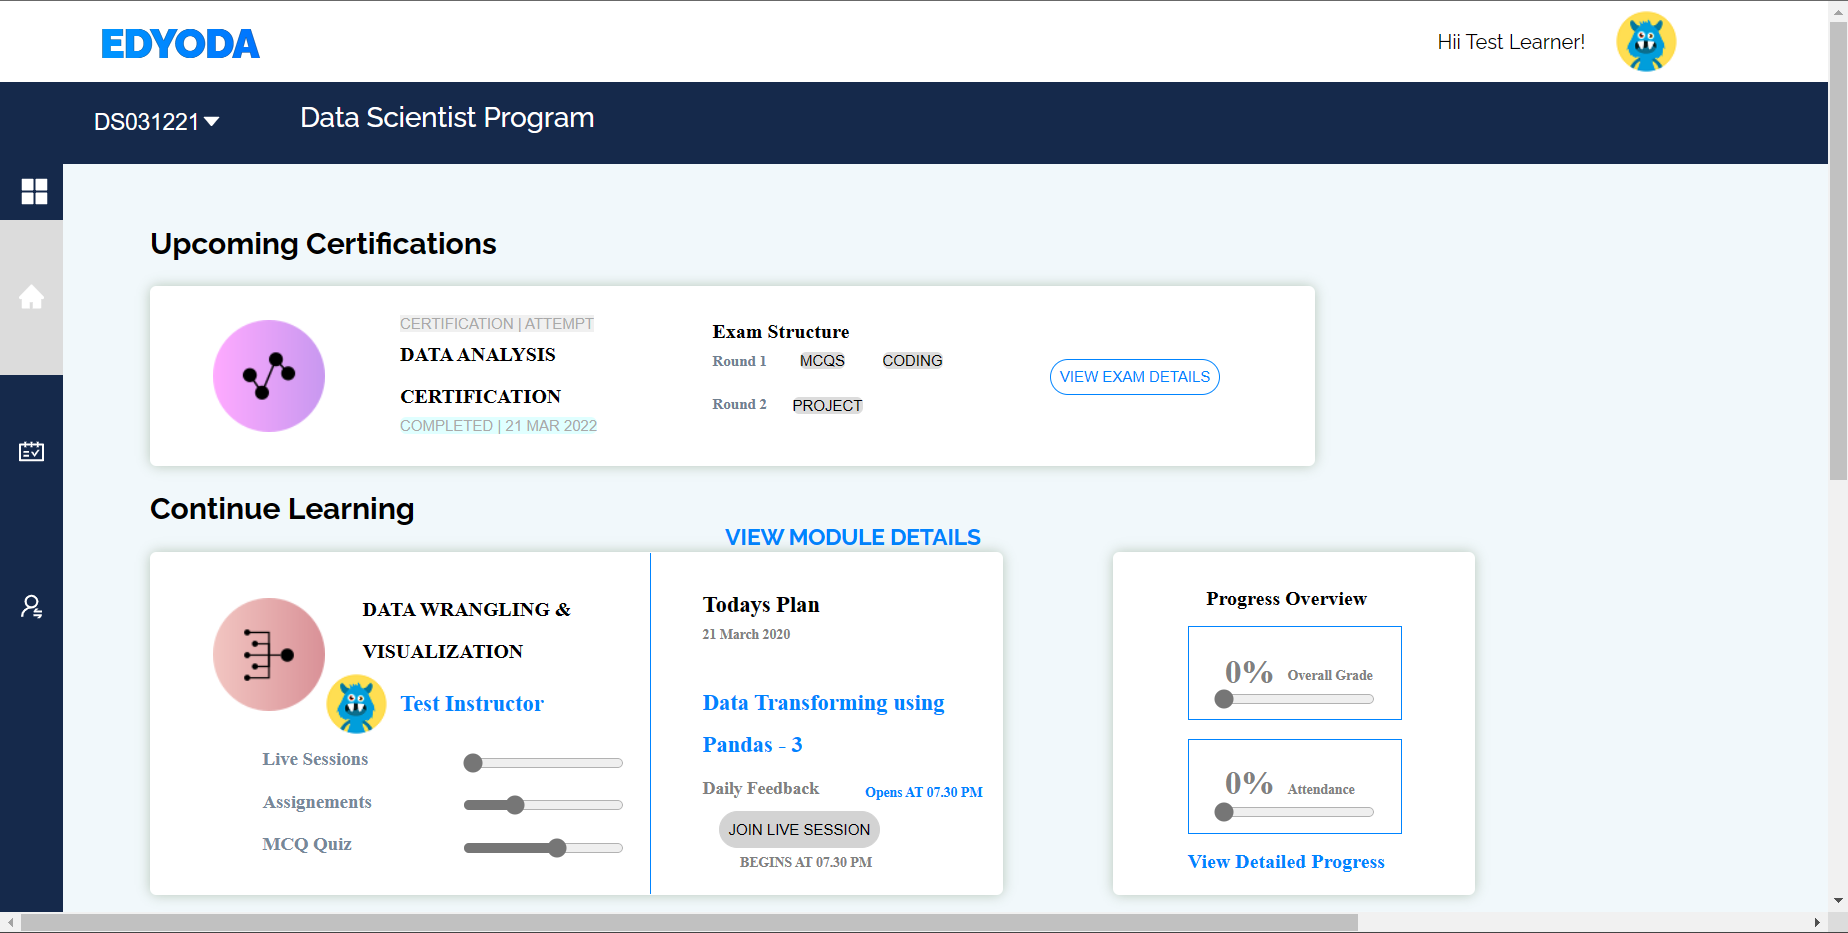 EDYODA
Hii Test Learner!
DS031221
Data Scientist Program
Upcoming Certifications
CERTIFICATION | ATTEMPT
DATA ANALYSIS
CERTIFICATION
COMPLETED | 21 MAR 2022
Exam Structure
Round 1 MCQS CODING
Round 2 PROJECT
VIEW EXAM DETAILS
Continue Learning
VIEW MODULE DETAILS
DATA WRANGLING &
VISUALIZATION
Test Instructor
Live Sessions
Assignements
MCQ Quiz
Todays Plan
21 March 2020
Data Transforming using
Pandas - 3
Daily Feedback Opens AT 07.30 PM
JOIN LIVE SESSION
BEGINS AT 07.30 PM
Progress Overview
0% Overall Grade
0% Attendance
View Detailed Progress